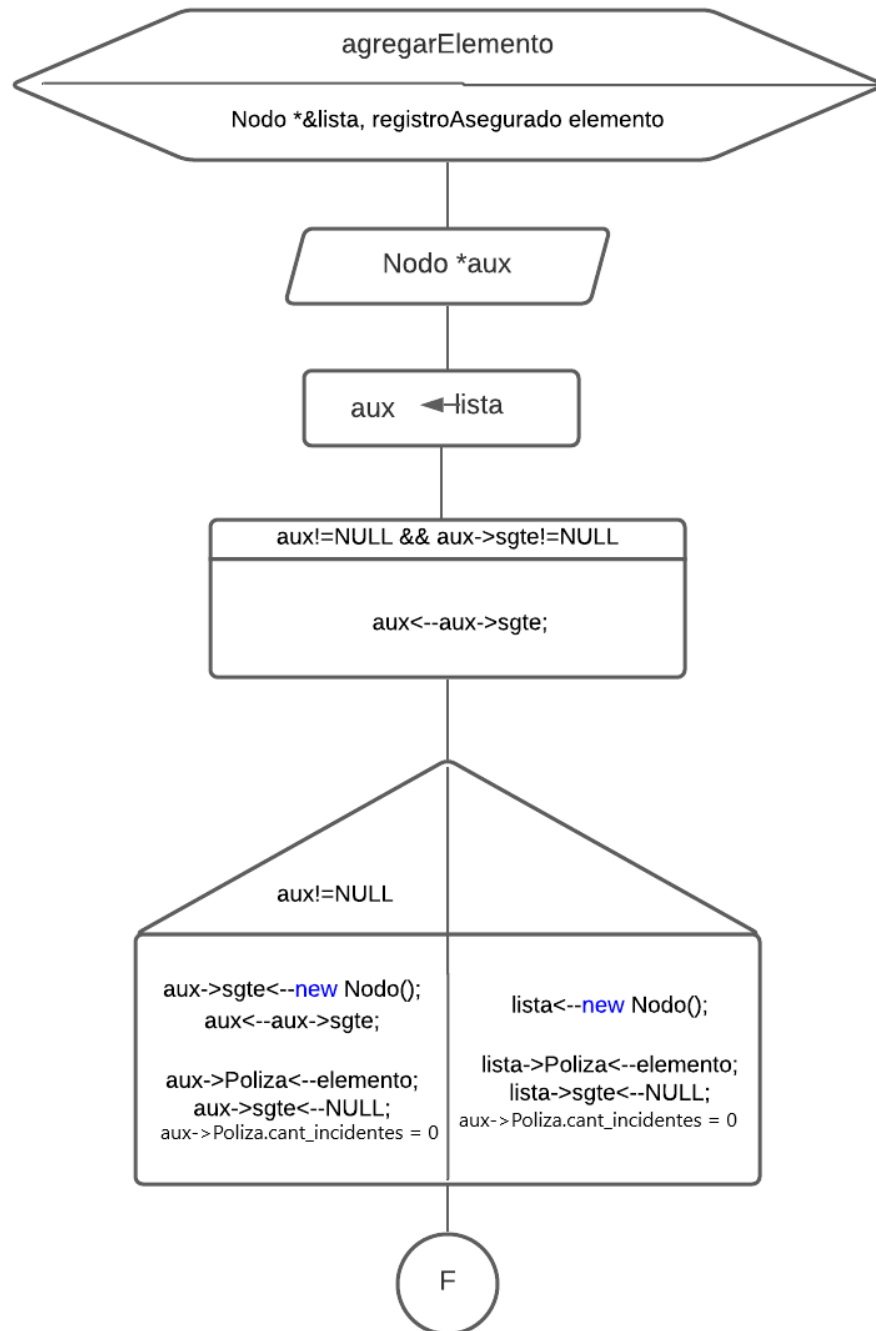 agregarElemento
Nodo *&lista, registroAsegurado elemento
Nodo *aux
aux lista
aux!=NULL && aux->sgte!=NULL
aux<--aux->sgte;
aux!=NULL
aux->sgte<--new Nodo();
aux<--aux->sgte;
aux->Poliza<--elemento;
aux->sgte<--NULL;
aux->Poliza.cant_incidentes = 0
lista<--new Nodo();
lista->Poliza<--elemento;
lista->sgte<--NULL;
aux->Poliza.cant_incidentes = 0
F